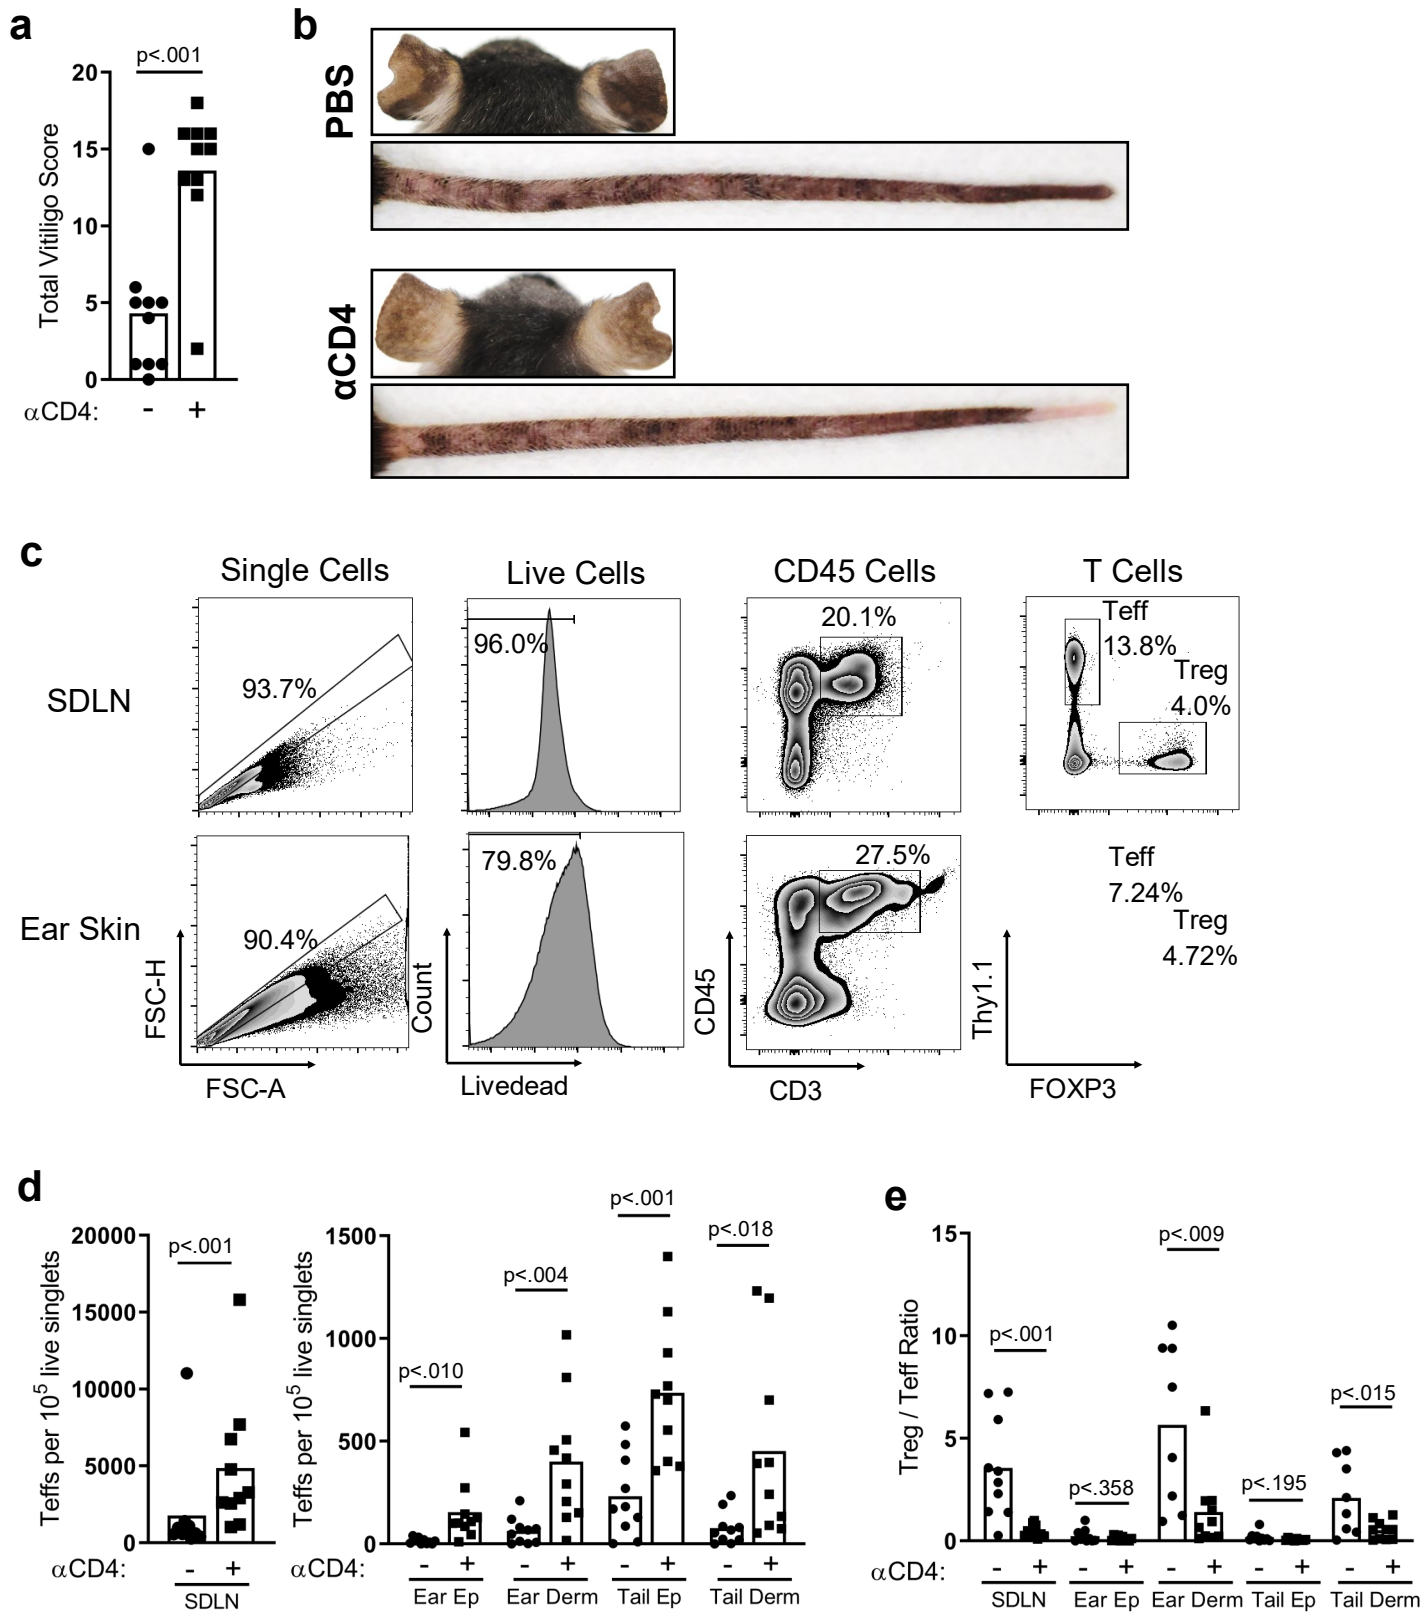 a
p<.001
20
15
10
5
0
Total Vitiligo Score
αCD4:
-
+
b
PBS
αCD4
c
Single Cells
Live Cells
CD45 Cells
T Cells
SDLN
93.7%
96.0%
20.1%
Teff
13.8%
Treg
4.0%
Ear Skin
90.4%
79.8%
27.5%
Teff
7.24%
Treg
4.72%
FSC-H
FSC-A
Count
Livedead
CD45
CD3
Thy1.1
FOXP3
d
20000
15000
10000
5000
0
Teffs per 10⁵ live singlets
p<.001
αCD4:
- +
SDLN
1500
1000
500
0
Teffs per 10⁵ live singlets
p<.010
p<.004
p<.001
p<.018
αCD4:
- + - + - + - +
Ear Ep Ear Derm Tail Ep Tail Derm
e
15
10
5
0
Treg / Teff Ratio
p<.001
p<.358
p<.009
p<.195
p<.015
αCD4:
- + - + - + - + - +
SDLN Ear Ep Ear Derm Tail Ep Tail Derm